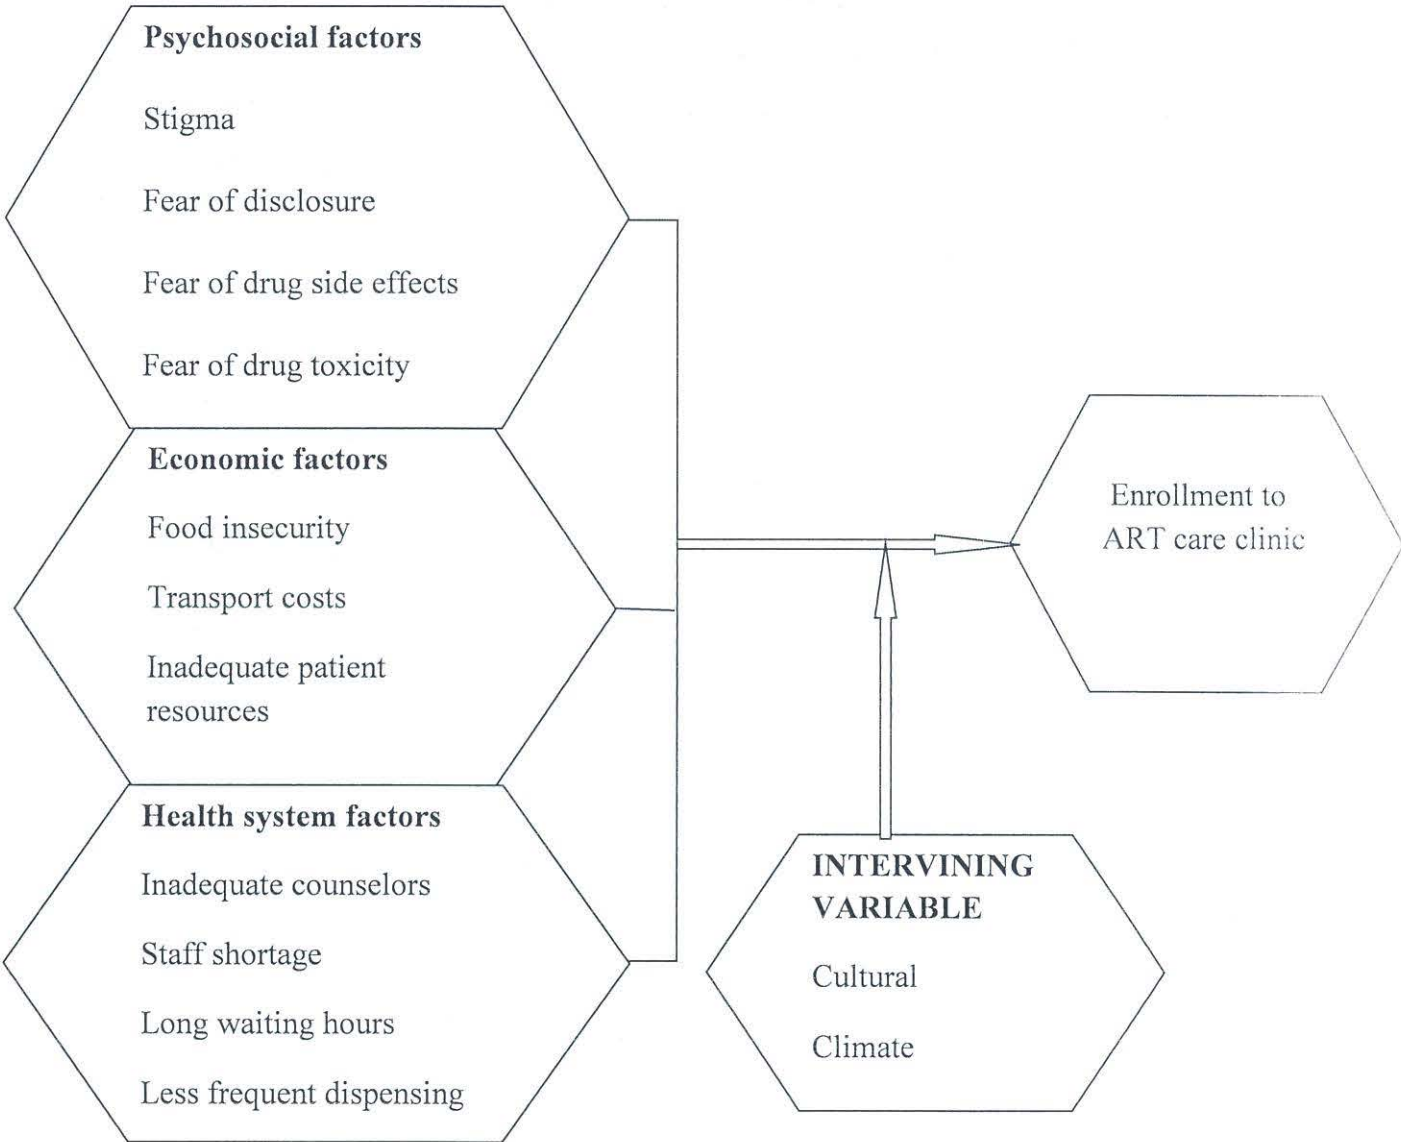 Psychosocial factors
Stigma
Fear of disclosure
Fear of drug side effects
Fear of drug toxicity
Economic factors
Food insecurity
Transport costs
Inadequate patient
resources
Health system factors
Inadequate counselors
Staff shortage
Long waiting hours
Less frequent dispensing
Enrollment to
ART care clinic
INTERVINING
VARIABLE
Cultural
Climate